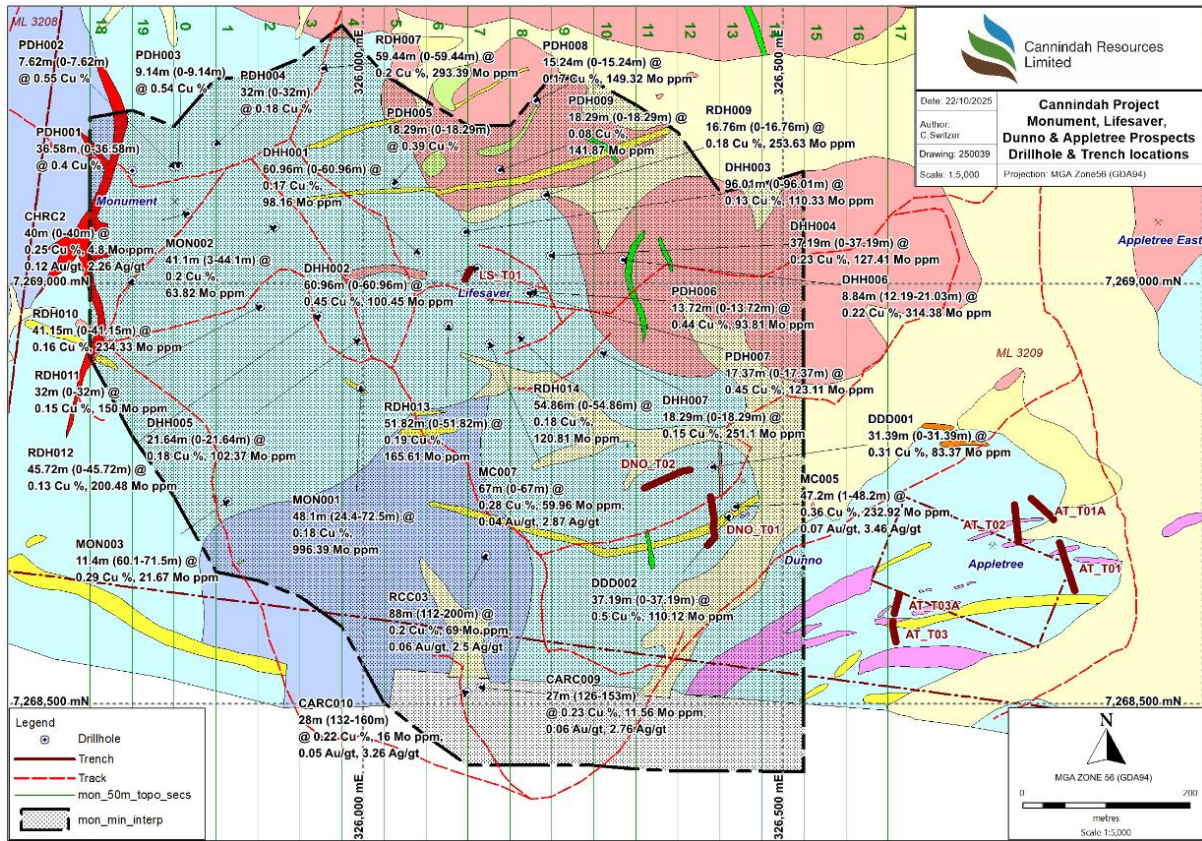 ML 3208
18
19
0
1
2
3
4
5
6
7
8
9
10
11
12
13
14
15
16
17
326,000 mE
326,500 mE
Cannindah Resources
Limited
Date: 22/10/2025
Author:
C.Switzer
Drawing: 250039
Scale: 1:5,000
Cannindah Project
Monument, Lifesaver,
Dunno & Appletree Prospects
Drillhole & Trench locations
Projection: MGA Zone56 (GDA94)
PDH002
7.62m (0-7.62m)
@ 0.55 Cu %
PDH003
9.14m (0-9.14m)
@ 0.54 Cu %
PDH004
32m (0-32m)
@ 0.18 Cu %
RDH007
59.44m (0-59.44m) @
0.2 Cu %, 293.39 Mo ppm
PDH008
15.24m (0-15.24m) @
0.17 Cu %, 149.32 Mo ppm
PDH005
18.29m (0-18.29m)
@ 0.39 Cu %
PDH009
18.29m (0-18.29m) @
0.08 Cu %,
141.87 Mo ppm
RDH009
16.76m (0-16.76m) @
0.18 Cu %, 253.63 Mo ppm
PDH001
36.58m (0-36.58m)
@ 0.4 Cu %
DHH001
60.96m (0-60.96m) @
0.17 Cu %,
98.16 Mo ppm
DHH003
96.01m (0-96.01m) @
0.13 Cu %, 110.33 Mo ppm
Monument
CHRC2
40m (0-40m) @
0.25 Cu %, 4.8 Mo ppm,
0.12 Au/gt, 2.26 Ag/gt
MON002
41.1m (3-44.1m) @
0.2 Cu %
63.82 Mo ppm
DHH002
60.96m (0-60.96m) @
0.45 Cu %, 100.45 Mo ppm
LS_T01
Lifesaver
DHH004
37.19m (0-37.19m) @
0.23 Cu %, 127.41 Mo ppm
DHH006
8.84m (12.19-21.03m) @
0.22 Cu %, 314.38 Mo ppm
Appletree East
7,269,000 mN
7,269,000 mN
PDH006
13.72m (0-13.72m) @
0.44 Cu %, 93.81 Mo ppm
RDH010
41.15m (0-41.15m) @
0.16 Cu %, 234.33 Mo ppm
PDH007
17.37m (0-17.37m) @
0.45 Cu %, 123.11 Mo ppm
ML 3209
RDH011
32m (0-32m) @
0.15 Cu %, 150 Mo ppm
DHH005
21.64m (0-21.64m) @
0.18 Cu %, 102.37 Mo ppm
RDH013
51.82m (0-51.82m) @
0.19 Cu %,
165.61 Mo ppm
RDH014
54.86m (0-54.86m) @
0.18 Cu %,
120.81 Mo ppm
DHH007
18.29m (0-18.29m) @
0.15 Cu %, 251.1 Mo ppm
DDD001
31.39m (0-31.39m) @
0.31 Cu %, 83.37 Mo ppm
RDH012
45.72m (0-45.72m) @
0.13 Cu %, 200.48 Mo ppm
DNO_T02
MC007
67m (0-67m) @
0.28 Cu %, 59.96 Mo ppm,
0.04 Au/gt, 2.87 Ag/gt
MC005
47.2m (1-48.2m) @
0.36 Cu %, 232.92 Mo ppm,
0.07 Au/gt, 3.46 Ag/gt
MON001
48.1m (24.4-72.5m) @
0.18 Cu %,
996.39 Mo ppm
DNO_T01
Dunno
AT_T01A
AT_T02
Appletree
AT_T01
AT_T03A
AT_T03
MON003
11.4m (60.1-71.5m) @
0.29 Cu %, 21.67 Mo ppm
RCC03
88m (112-200m) @
0.2 Cu %, 69 Mo ppm,
0.06 Au/gt, 2.5 Ag/gt
DDD002
37.19m (0-37.19m) @
0.5 Cu %, 110.12 Mo ppm
7,268,500 mN
7,268,500 mN
CARC010
28m (132-160m)
@ 0.22 Cu %, 16 Mo ppm,
0.05 Au/gt, 3.26 Ag/gt
CARC009
27m (126-153m)
@ 0.23 Cu %, 11.56 Mo ppm,
0.06 Au/gt, 2.76 Ag/gt
326,000 mE
326,500 mE
Legend
Drillhole
Trench
Track
mon_50m_topo_secs
mon_min_interp
N
MGA ZONE 56 (GDA94)
0
200
metres
Scale 1:5,000